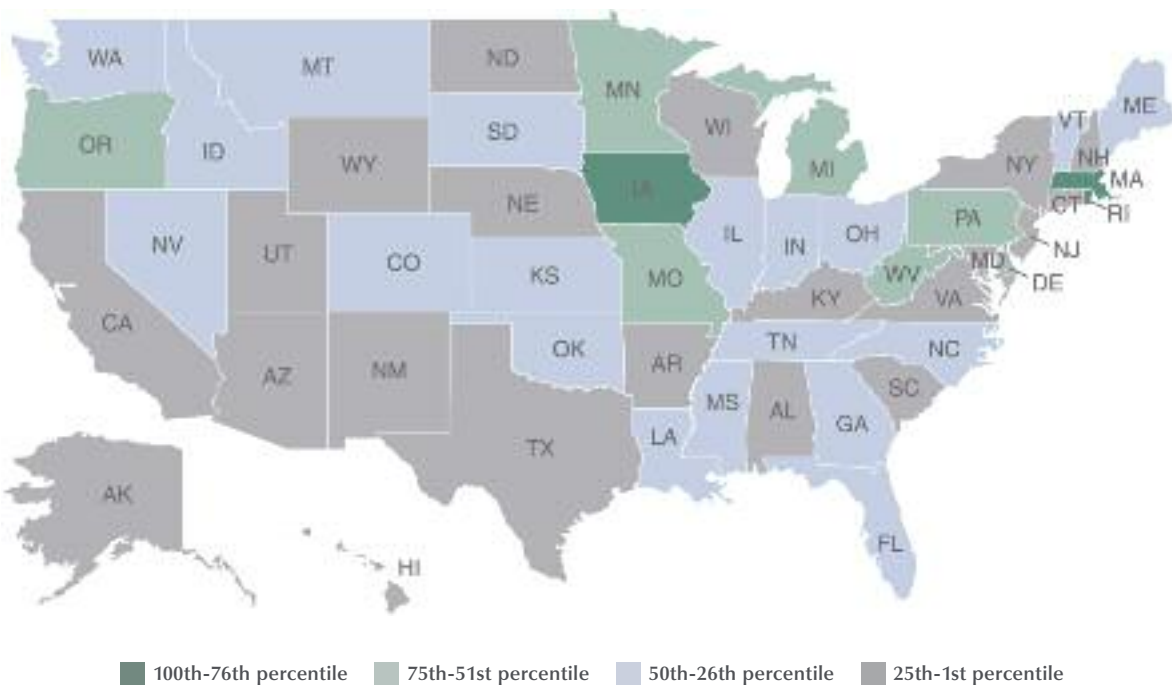 WA
MT
ND
MN
ME
VT
OR
ID
SD
WI
NH
WY
MI
NY
MA
IA
NE
CT
RI
PA
NV
UT
CO
IL
IN
OH
NJ
KS
MO
WV
MD
DE
KY
VA
CA
OK
TN
NC
AZ
NM
AR
SC
MS
AL
GA
LA
TX
AK
FL
HI
100th-76th percentile 75th-51st percentile 50th-26th percentile 25th-1st percentile